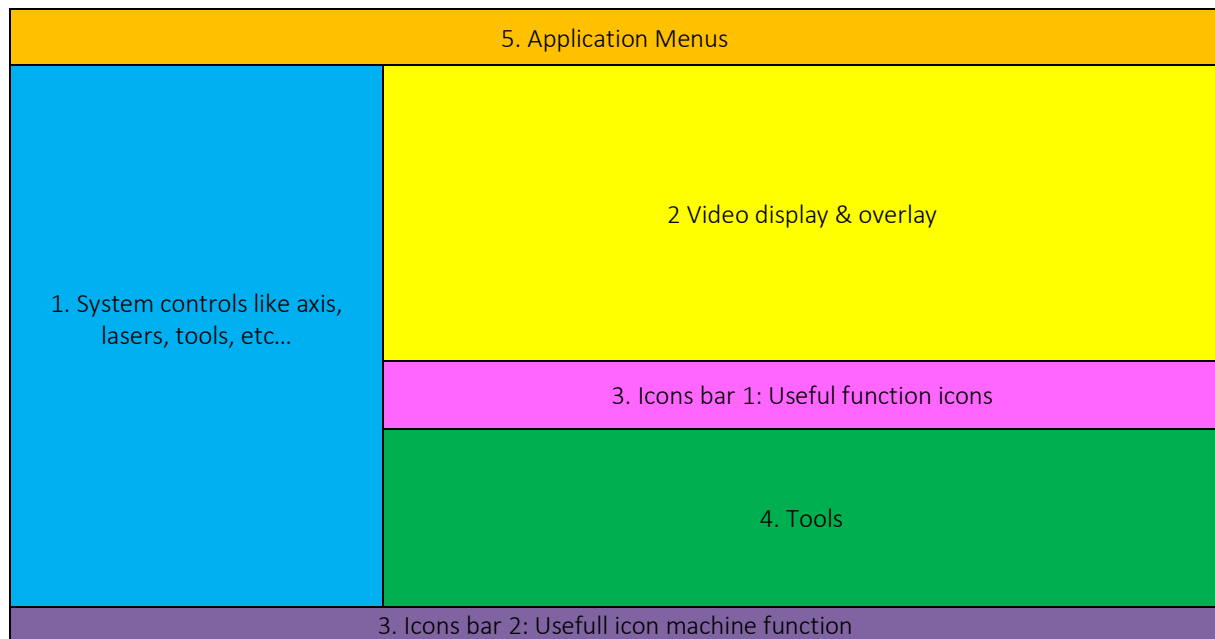 5. Application Menus
2 Video display & overlay
1. System controls like axis,
lasers, tools, etc…
3. Icons bar 1: Useful function icons
4. Tools
3. Icons bar 2: Usefull icon machine function